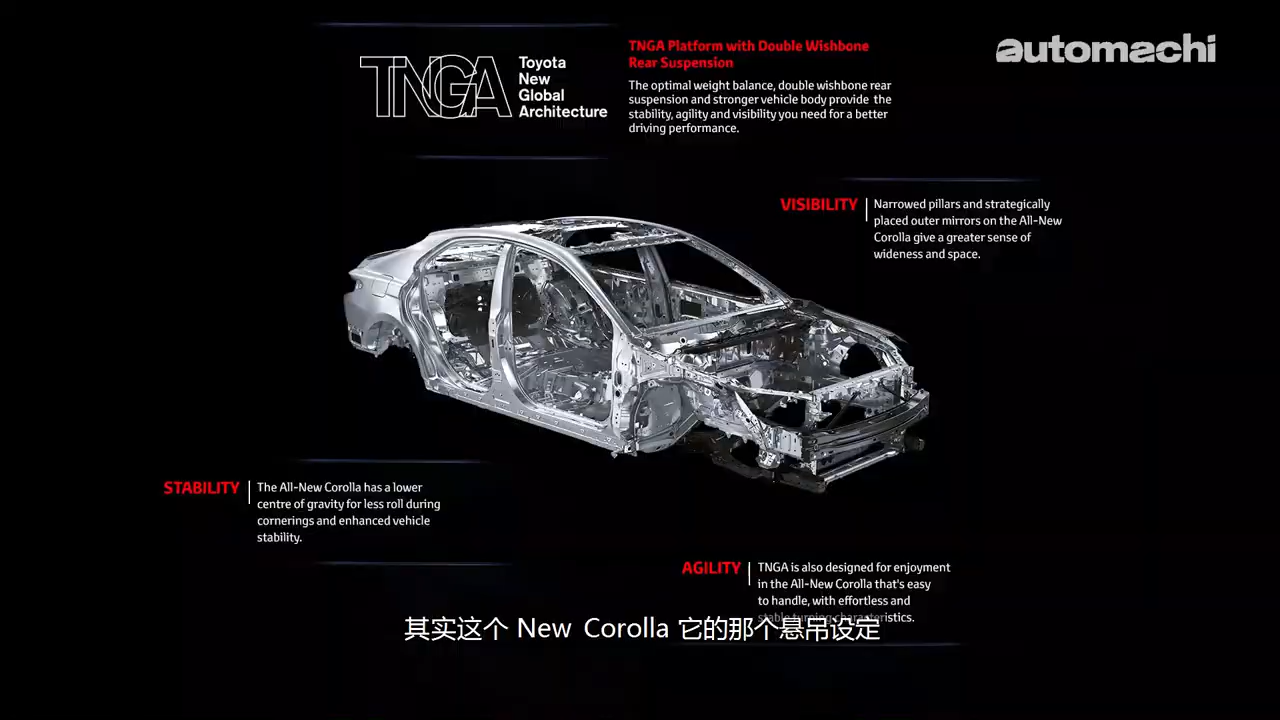 automachi
TNGA
Toyota
New
Global
Architecture
TNGA Platform with Double Wishbone
Rear Suspension
The optimal weight balance, double wishbone rear
suspension and stronger vehicle body provide the
stability, agility and visibility you need for a better
driving performance.
VISIBILITY
Narrowed pillars and strategically
placed outer mirrors on the All-New
Corolla give a greater sense of
wideness and space.
STABILITY
The All-New Corolla has a lower
centre of gravity for less roll during
cornerings and enhanced vehicle
stability.
AGILITY
TNGA is also designed for enjoyment
in the All-New Corolla that's easy
to handle, with effortless and
stable turning characteristics.
其实这个 New Corolla 它的那个悬吊设定